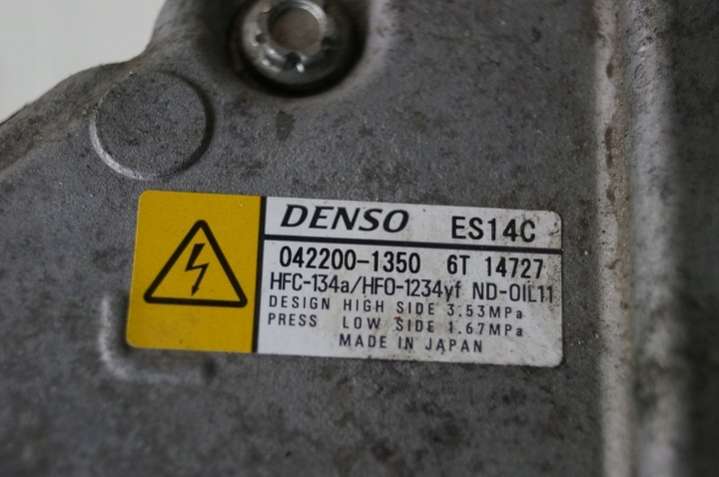 DENSO ES14C
042200-1350 6T 14727
HFC-134a/HFO-1234yf ND-OIL11
DESIGN HIGH SIDE 3.53MPa
PRESS LOW SIDE 1.67MPa
MADE IN JAPAN